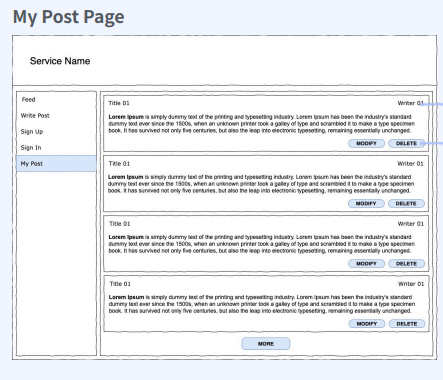 My Post Page
Service Name
Feed
Write Post
Sign Up
Sign In
My Post
Title 01 Writer 01
Lorem Ipsum is simply dummy text of the printing and typesetting industry. Lorem Ipsum has been the industry's standard
dummy text ever since the 1500s, when an unknown printer took a galley of type and scrambled it to make a type specimen
book. It has survived not only five centuries, but also the leap into electronic typesetting, remaining essentially unchanged.
MODIFY DELETE
Title 01 Writer 01
Lorem Ipsum is simply dummy text of the printing and typesetting industry. Lorem Ipsum has been the industry's standard
dummy text ever since the 1500s, when an unknown printer took a galley of type and scrambled it to make a type specimen
book. It has survived not only five centuries, but also the leap into electronic typesetting, remaining essentially unchanged.
MODIFY DELETE
Title 01 Writer 01
Lorem Ipsum is simply dummy text of the printing and typesetting industry. Lorem Ipsum has been the industry's standard
dummy text ever since the 1500s, when an unknown printer took a galley of type and scrambled it to make a type specimen
book. It has survived not only five centuries, but also the leap into electronic typesetting, remaining essentially unchanged.
MODIFY DELETE
Title 01 Writer 01
Lorem Ipsum is simply dummy text of the printing and typesetting industry. Lorem Ipsum has been the industry's standard
dummy text ever since the 1500s, when an unknown printer took a galley of type and scrambled it to make a type specimen
book. It has survived not only five centuries, but also the leap into electronic typesetting, remaining essentially unchanged.
MODIFY DELETE
MORE